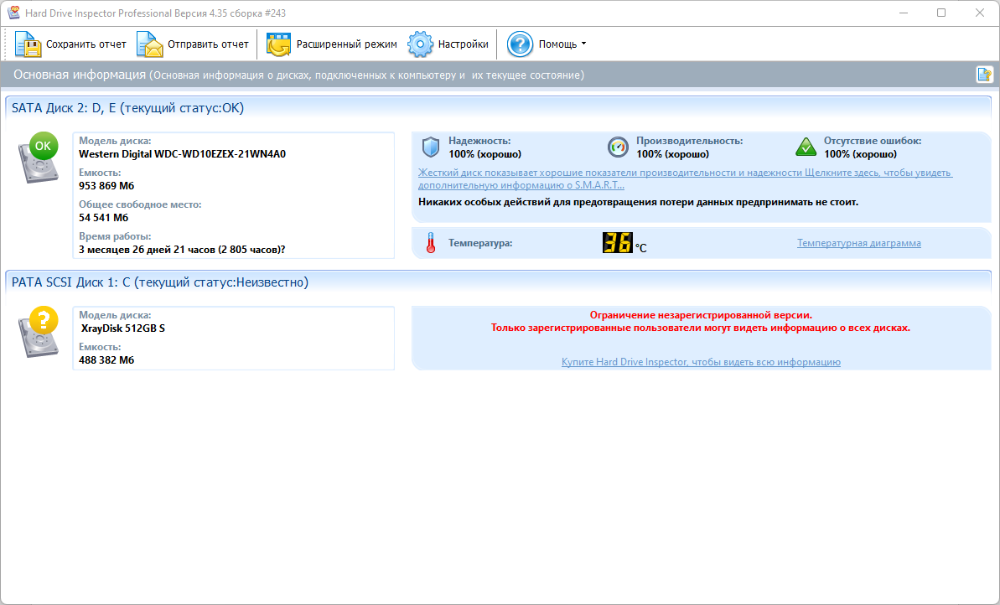 Hard Drive Inspector Professional Версия 4.35 сборка #243
Сохранить отчет Отправить отчет Расширенный режим Настройки Помощь
Основная информация (Основная информация о дисках, подключенных к компьютеру и их текущее состояние)
SATA Диск 2: D, E (текущий статус:OK)
OK
Модель диска:
Western Digital WDC-WD10EZEX-21WN4A0
Емкость:
953 869 Мб
Общее свободное место:
54 541 Мб
Время работы:
3 месяцев 26 дней 21 часов (2 805 часов)?
Надежность:
100% (хорошо)
Производительность:
100% (хорошо)
Отсутствие ошибок:
100% (хорошо)
Жесткий диск показывает хорошие показатели производительности и надежности Щелкните здесь, чтобы увидеть
дополнительную информацию о S.M.A.R.T...
Никаких особых действий для предотвращения потери данных предпринимать не стоит.
Температура: 36 °C Температурная диаграмма
PATA SCSI Диск 1: C (текущий статус:Неизвестно)
?
Модель диска:
XrayDisk 512GB S
Емкость:
488 382 Мб
Ограничение незарегистрированной версии.
Только зарегистрированные пользователи могут видеть информацию о всех дисках.
Купите Hard Drive Inspector, чтобы видеть всю информацию